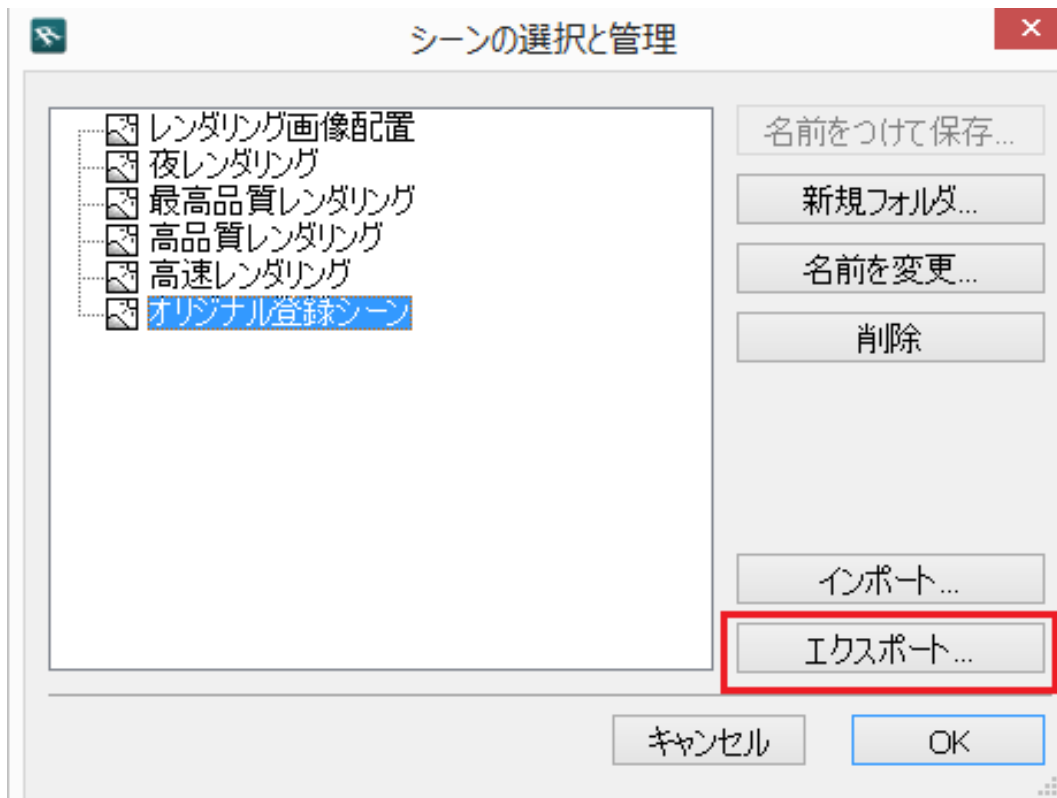 シーンの選択と管理
レンダリング画像配置
夜レンダリング
最高品質レンダリング
高品質レンダリング
高速レンダリング
オリジナル登録シーン
名前をつけて保存...
新規フォルダ...
名前を変更...
削除
インポート...
エクスポート...
キャンセル
OK